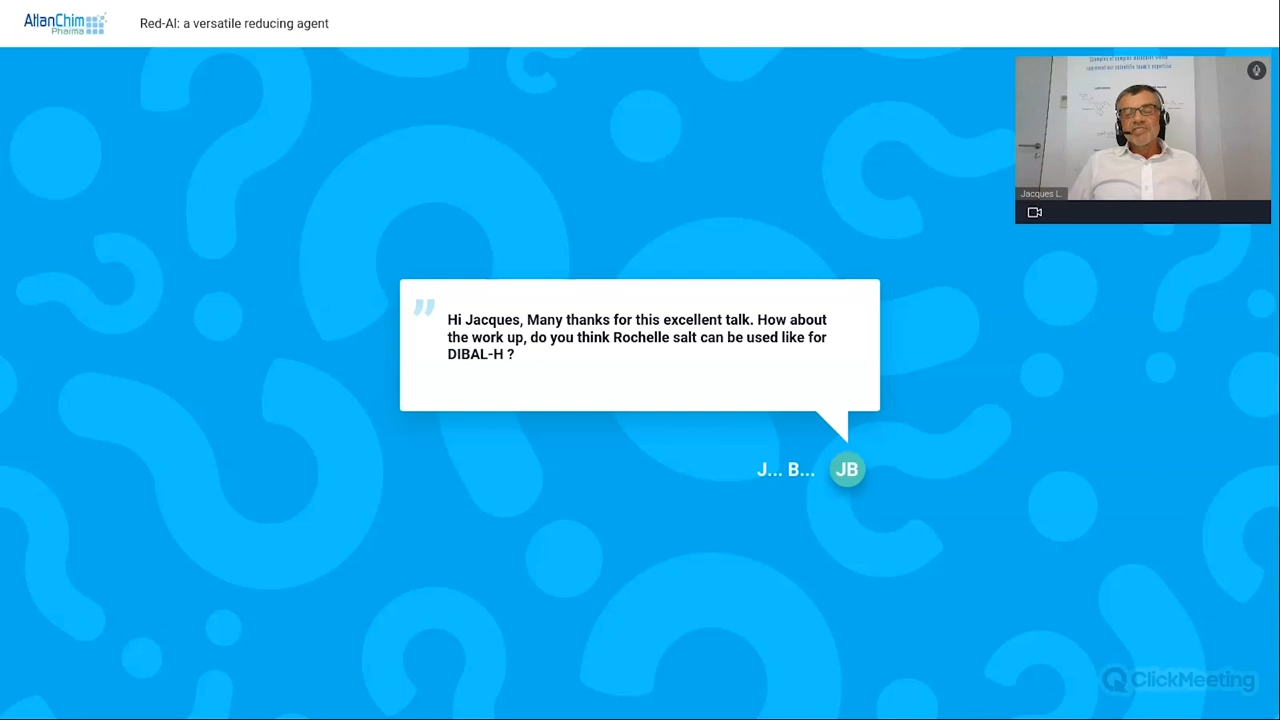 AtlanChim
Pharma
Red-Al: a versatile reducing agent
Jacques L.
Hi Jacques, Many thanks for this excellent talk. How about
the work up, do you think Rochelle salt can be used like for
DIBAL-H ?
J... B...
JB
ClickMeeting